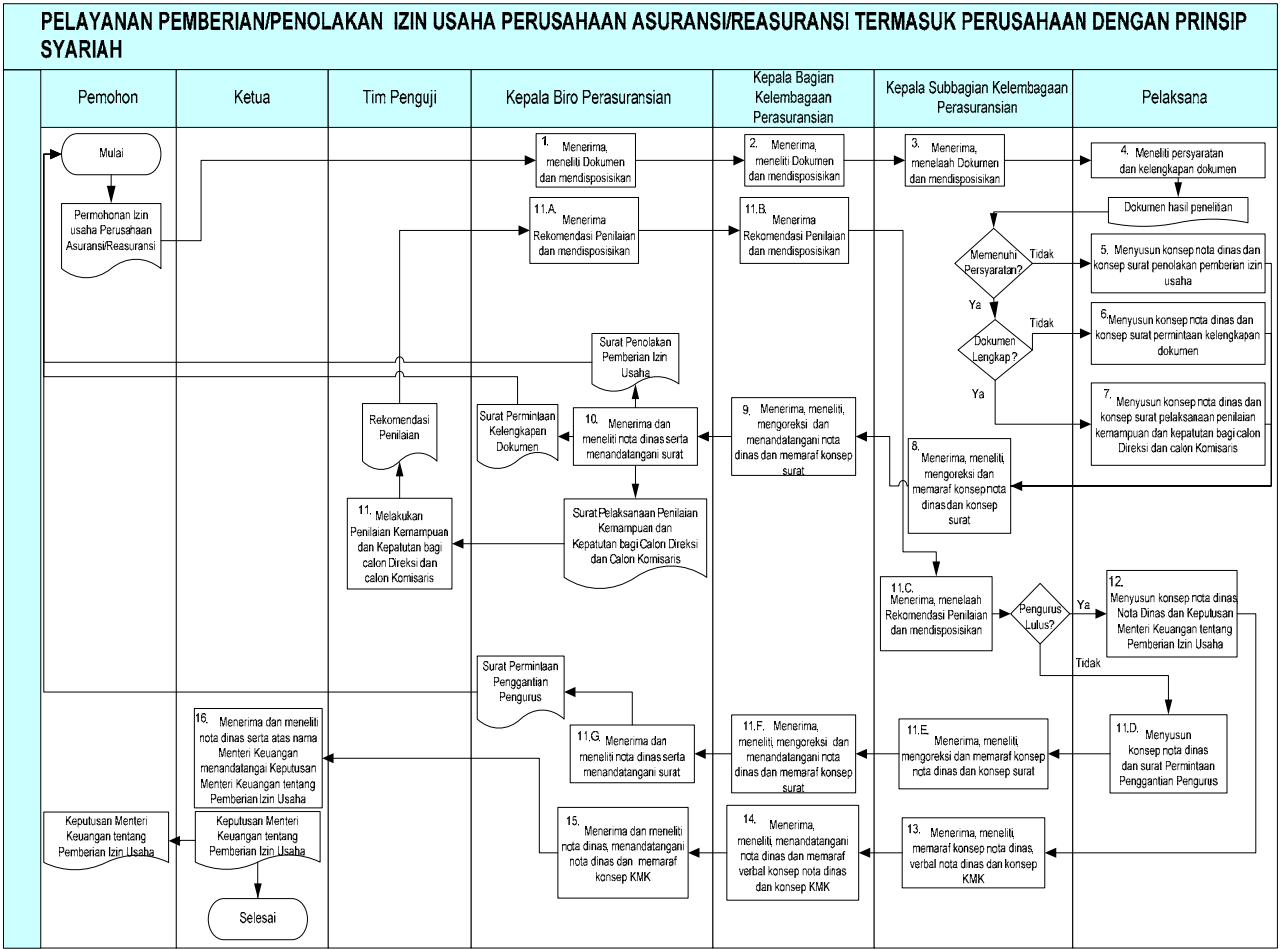 PELAYANAN PEMBERIAN/PENOLAKAN IZIN USAHA PERUSAHAAN ASURANSI/REASURANSI TERMASUK PERUSAHAAN DENGAN PRINSIP
SYARIAH
Pemohon
Ketua
Tim Penguji
Kepala Biro Perasuransian
Kepala Bagian
Kelembagaan
Perasuransian
Kepala Subbagian Kelembagaan
Perasuransian
Pelaksana
Mulai
Permohonan Izin
usaha Perusahaan
Asuransi/Reasuransi
1. Menerima,
meneliti Dokumen
dan mendisposisikan
2. Menerima,
meneliti Dokumen
dan mendisposisikan
3. Menerima,
menelaah Dokumen
dan mendisposisikan
4. Meneliti persyaratan
dan kelengkapan dokumen
Dokumen hasil penelitian
11.A. Menerima
Rekomendasi Penilaian
dan mendisposisikan
11.B. Menerima
Rekomendasi Penilaian
dan mendisposisikan
Memenuhi
Persyaratan?
Tidak
Ya
5. Menyusun konsep nota dinas dan
konsep surat penolakan pemberian izin
usaha
Dokumen
Lengkap?
Tidak
Ya
6. Menyusun konsep nota dinas dan
konsep surat permintaan kelengkapan
dokumen
7. Menyusun konsep nota dinas dan
konsep surat pelaksanaan penilaian
kemampuan dan kepatutan bagi calon
Direksi dan calon Komisaris
Surat Penolakan
Pemberian Izin
Usaha
Rekomendasi
Penilaian
Surat Permintaan
Kelengkapan
Dokumen
10. Menerima dan
meneliti nota dinas serta
menandatangani surat
9. Menerima, meneliti,
mengoreksi dan
menandatangani nota
dinas dan memaraf konsep
surat
8.
Menerima, meneliti,
mengoreksi dan
memaraf konsep nota
dinas dan konsep
surat
11. Melakukan
Penilaian Kemampuan
dan Kepatutan bagi
calon Direksi dan
calon Komisaris
Surat Pelaksanaan Penilaian
Kemampuan dan
Kepatutan bagi Calon Direksi
dan Calon Komisaris
11.C.
Menerima, menelaah
Rekomendasi Penilaian
dan mendisposisikan
Pengurus
Lulus?
Ya
Tidak
12.
Menyusun konsep nota dinas,
Nota Dinas dan Keputusan
Menteri Keuangan tentang
Pemberian Izin Usaha
Surat Permintaan
Penggantian
Pengurus
16. Menerima dan meneliti
nota dinas serta atas nama
Menteri Keuangan
menandatangai Keputusan
Menteri Keuangan tentang
Pemberian Izin Usaha
11.G. Menerima dan
meneliti nota dinas serta
menandatangani surat
11.F. Menerima,
meneliti, mengoreksi dan
menandatangani nota
dinas dan memaraf konsep
surat
11.E.
Menerima, meneliti,
mengoreksi dan memaraf konsep
nota dinas dan konsep surat
11.D. Menyusun
konsep nota dinas
dan surat Permintaan
Penggantian Pengurus
Keputusan Menteri
Keuangan tentang
Pemberian Izin Usaha
Keputusan Menteri
Keuangan tentang
Pemberian Izin Usaha
15. Menerima dan meneliti
nota dinas, menandatangani
nota dinas dan memaraf
konsep KMK
14. Menerima,
meneliti, menandatangani
nota dinas dan memaraf
verbal konsep nota dinas
dan konsep KMK
13. Menerima, meneliti,
memaraf konsep nota dinas,
verbal nota dinas dan konsep
KMK
Selesai